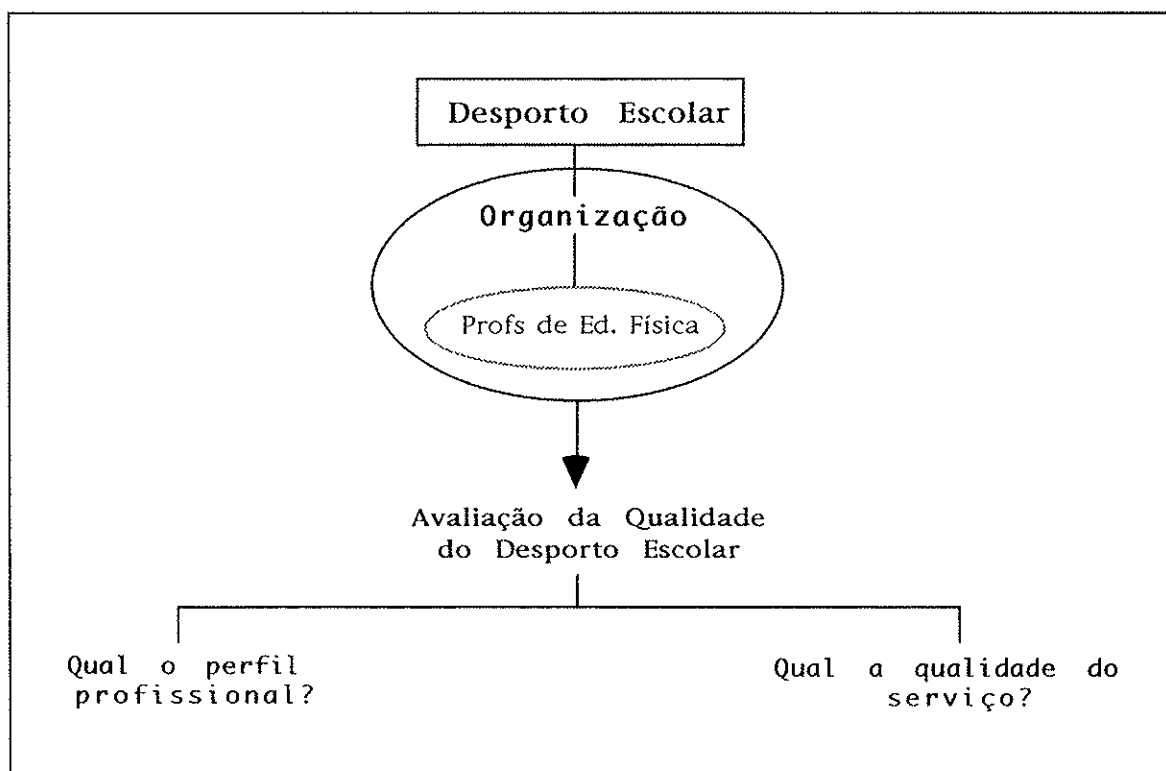 Desporto Escolar
Organização
Profs de Ed. Física
Avaliação da Qualidade
do Desporto Escolar
Qual o perfil
profissional?
Qual a qualidade do
serviço?